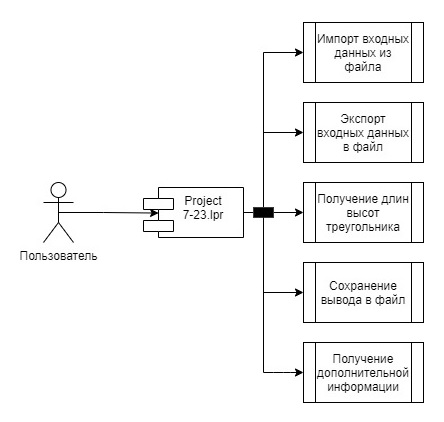 Импорт входных
данных из
файла
Экспорт
входных данных
в файл
Project
7-23.lpr
Получение длин
высот
треугольника
Пользователь
Сохранение
вывода в файл
Получение
дополнительной
информации